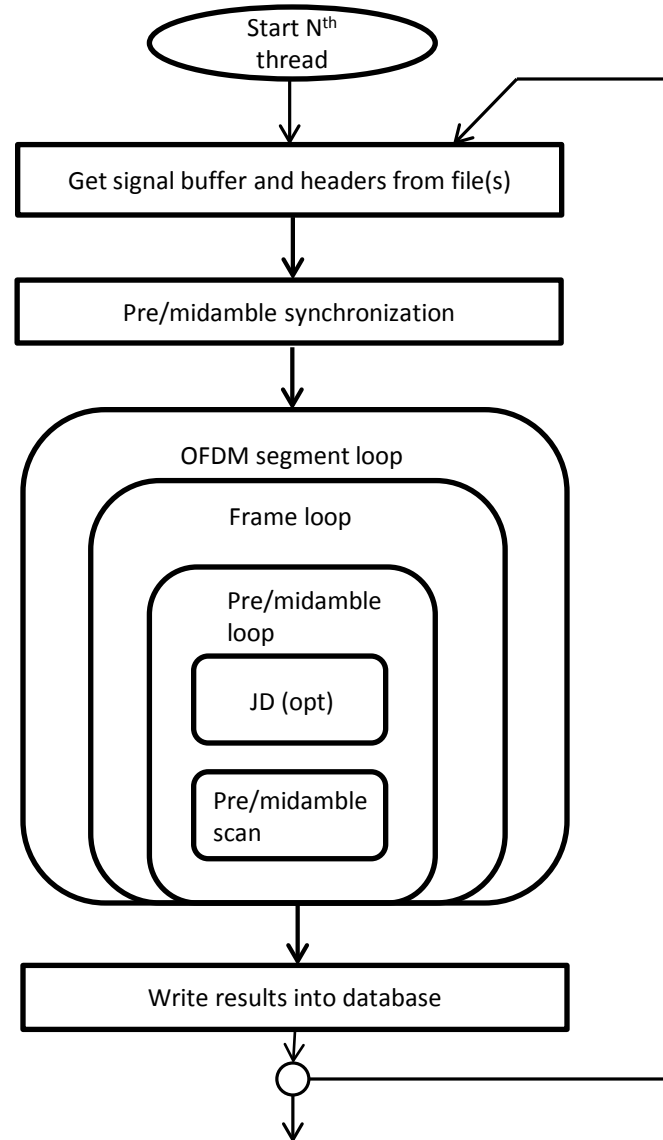 Start Nth
thread
Get signal buffer and headers from file(s)
Pre/midamble synchronization
OFDM segment loop
Frame loop
Pre/midamble
loop
JD (opt)
Pre/midamble
scan
Write results into database